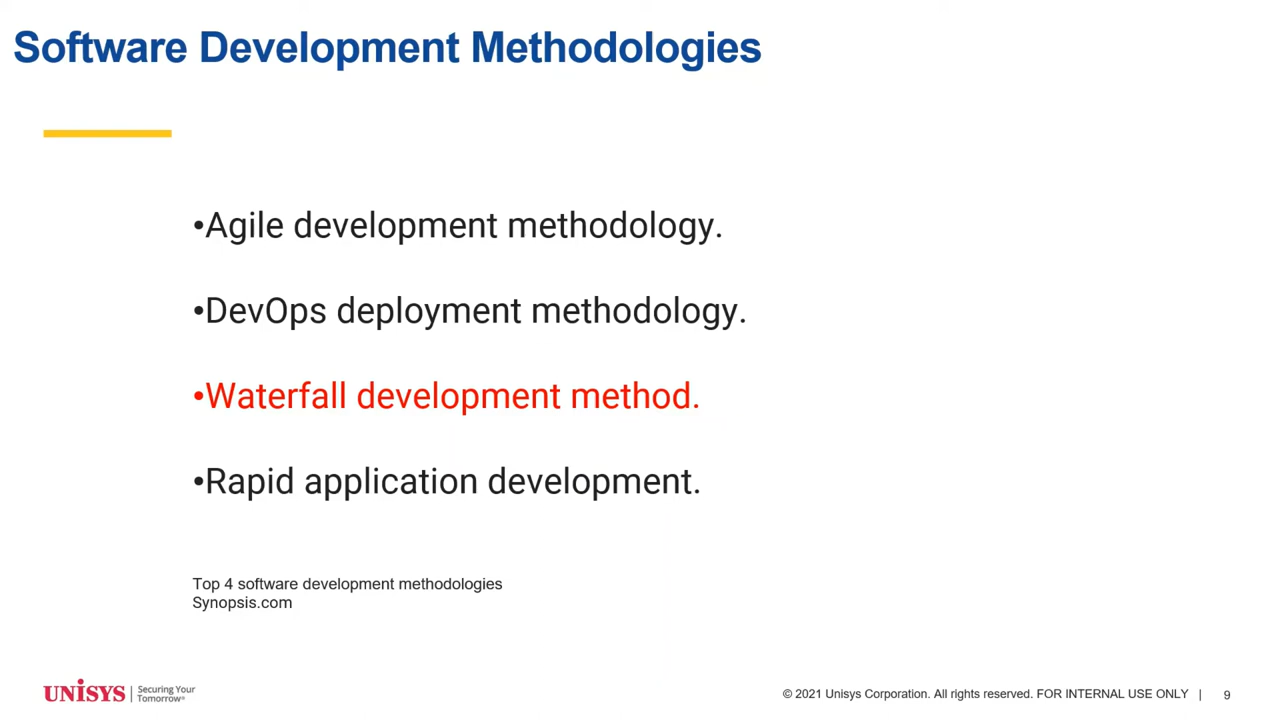 Software Development Methodologies
•Agile development methodology.
•DevOps deployment methodology.
•Waterfall development method.
•Rapid application development.
Top 4 software development methodologies
Synopsis.com
UNISYS | Securing Your
Tomorrow®
© 2021 Unisys Corporation. All rights reserved. FOR INTERNAL USE ONLY | 9